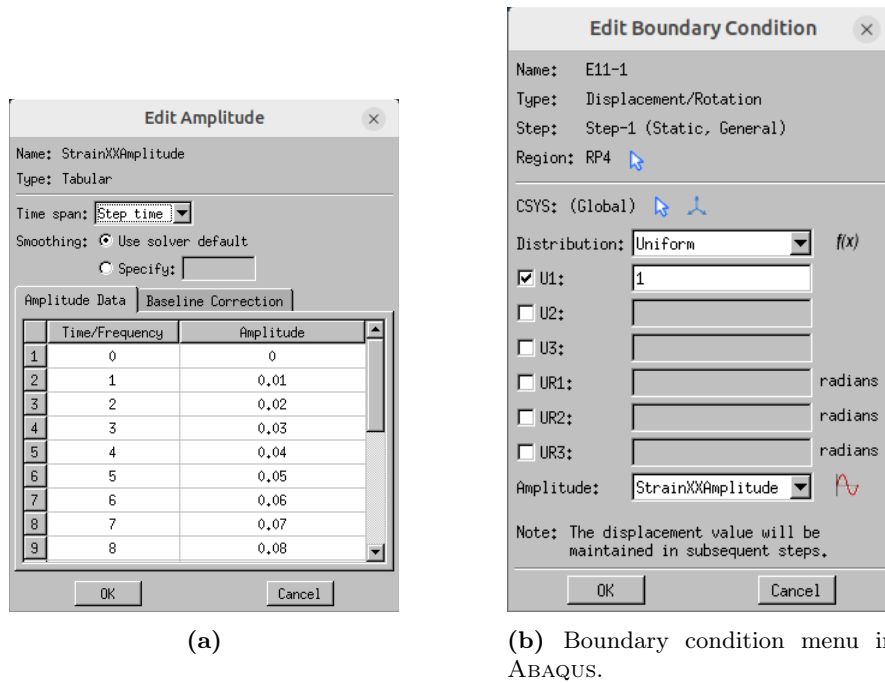 Edit Amplitude
Name: StrainXXAmplitude
Type: Tabular
Time span: Step time
Smoothing: Use solver default
Specify:
Amplitude Data Baseline Correction
Time/Frequency Amplitude
1 0 0
2 1 0.01
3 2 0.02
4 3 0.03
5 4 0.04
6 5 0.05
7 6 0.06
8 7 0.07
9 8 0.08
OK Cancel
(a)
Edit Boundary Condition
Name: E11-1
Type: Displacement/Rotation
Step: Step-1 (Static, General)
Region: RP4
CSYS: (Global)
Distribution: Uniform f(x)
U1: 1
U2:
U3:
UR1: radians
UR2: radians
UR3: radians
Amplitude: StrainXXAmplitude
Note: The displacement value will be
maintained in subsequent steps.
OK Cancel
(b) Boundary condition menu in
ABAQUS.